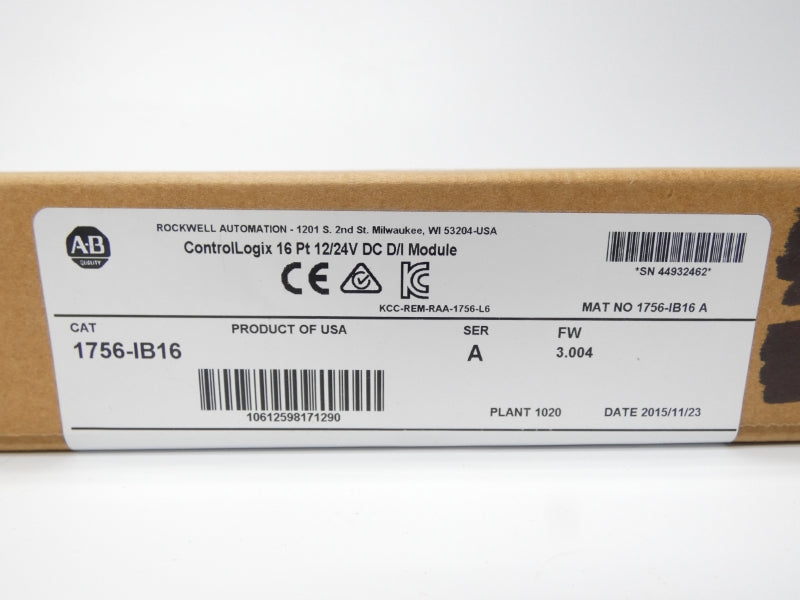 A-B
QUALITY
ROCKWELL AUTOMATION - 1201 S. 2nd St. Milwaukee, WI 53204-USA
ControlLogix 16 Pt 12/24V DC D/I Module
CE
*SN 44932462*
KCC-REM-RAA-1756-L6
MAT NO 1756-IB16 A
CAT
PRODUCT OF USA
SER
FW
1756-IB16
A
3.004
10612598171290
PLANT 1020
DATE 2015/11/23